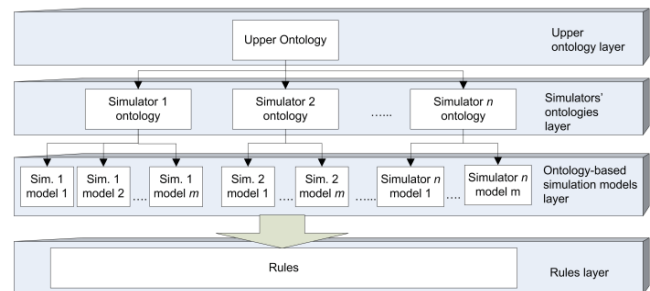 Upper Ontology
Upper
ontology layer
Simulator 1
ontology
Simulator 2
ontology
......
Simulator n
ontology
Simulators'
ontologies
layer
Sim. 1
model 1
Sim. 1
model 2
....
Sim. 1
model m
Sim. 2
model 1
....
Sim. 2
model m
......
Simulator n
model 1
....
Simulator n
model m
Ontology-based
simulation models
layer
Rules
Rules layer